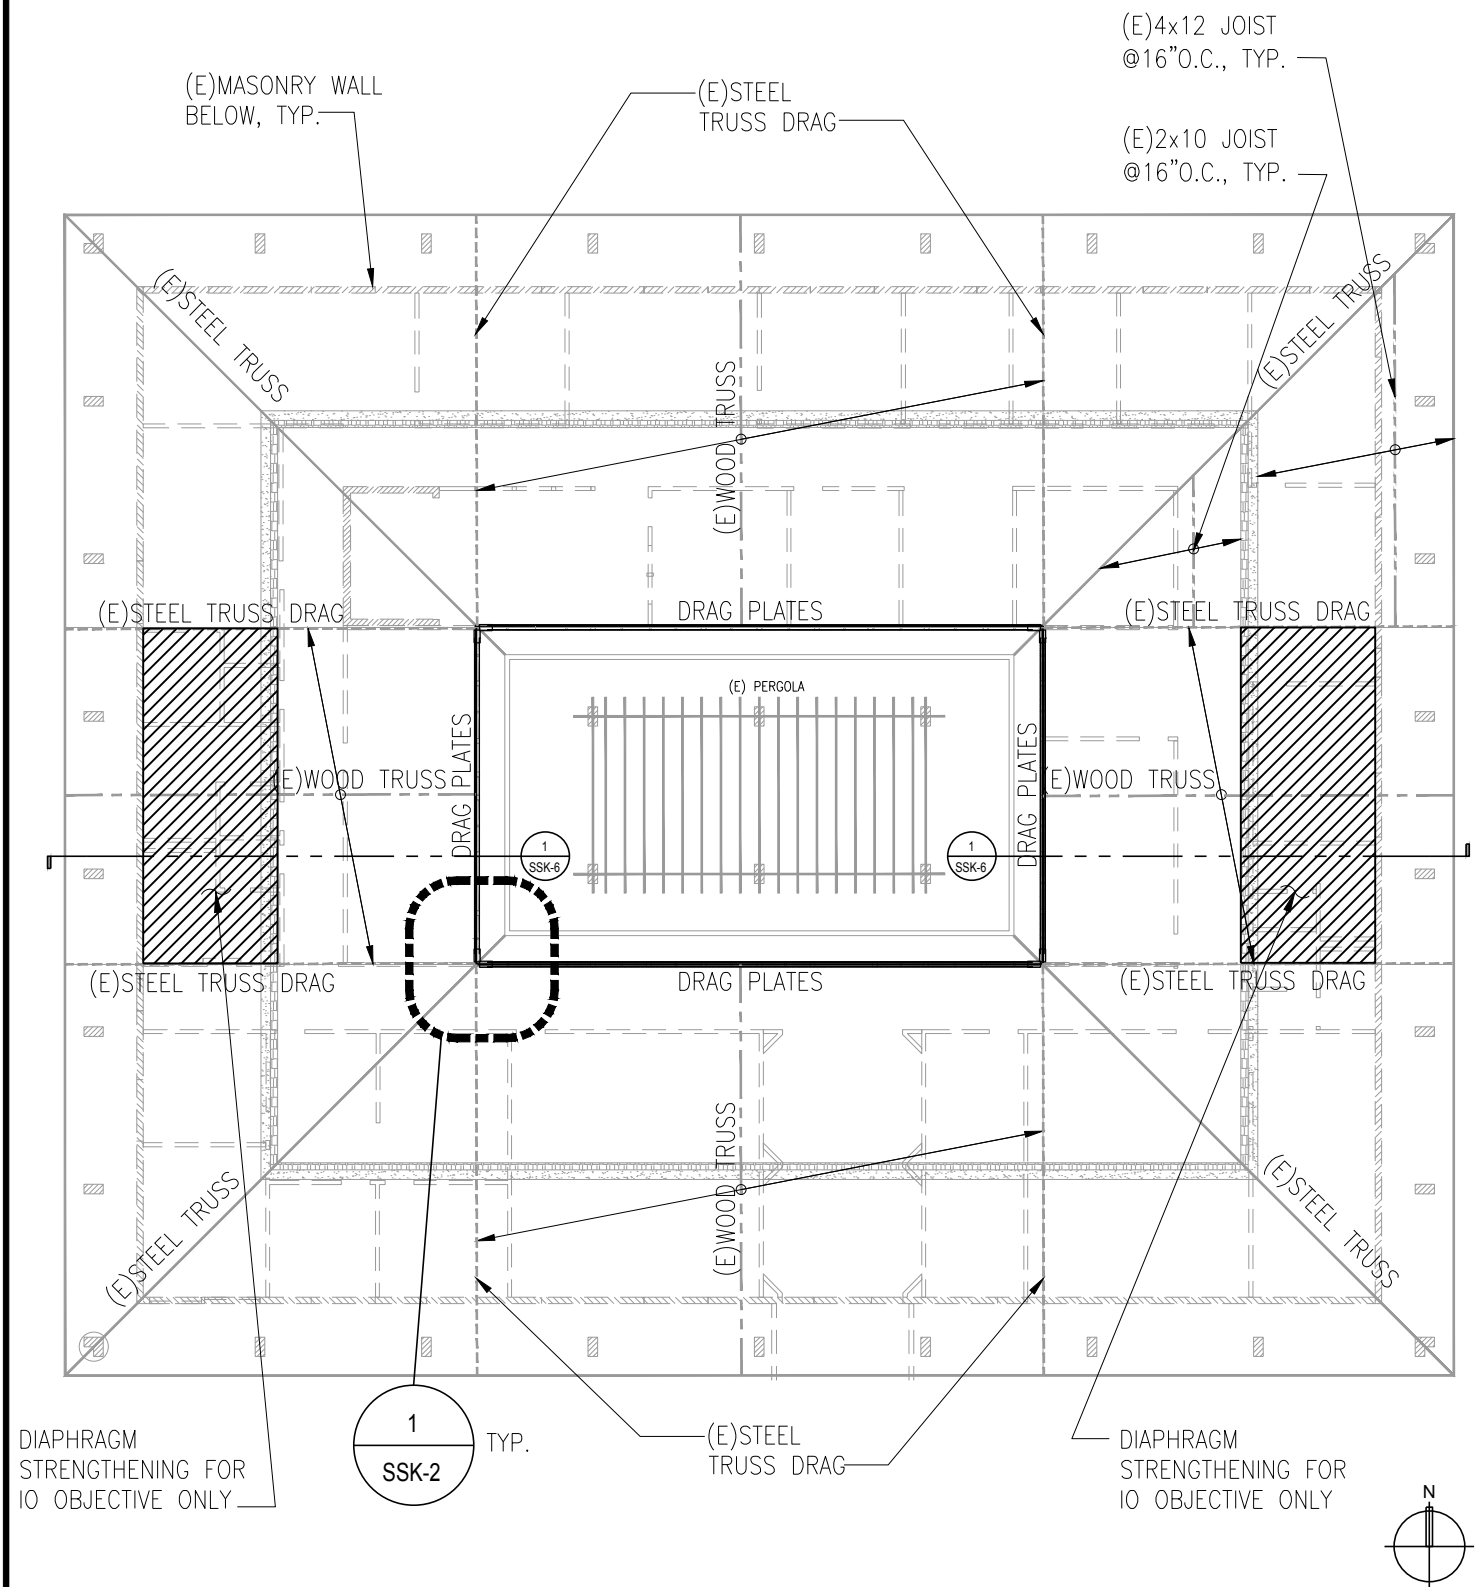 (E)4x12 JOIST
@16"O.C., TYP.
(E)MASONRY WALL
BELOW, TYP.
(E)STEEL
TRUSS DRAG
(E)2x10 JOIST
@16"O.C., TYP.
(E)STEEL TRUSS
(E)STEEL TRUSS
(E)WOOD TRUSS
(E)STEEL TRUSS DRAG
DRAG PLATES
(E)STEEL TRUSS DRAG
(E) PERGOLA
DRAG PLATES
DRAG PLATES
(E)WOOD TRUSS
(E)WOOD TRUSS
1
SSK-6
1
SSK-6
(E)STEEL TRUSS DRAG
DRAG PLATES
(E)STEEL TRUSS DRAG
(E)WOOD TRUSS
(E)STEEL TRUSS
(E)STEEL TRUSS
DIAPHRAGM
STRENGTHENING FOR
IO OBJECTIVE ONLY
1
SSK-2
TYP.
(E)STEEL
TRUSS DRAG
DIAPHRAGM
STRENGTHENING FOR
IO OBJECTIVE ONLY
N